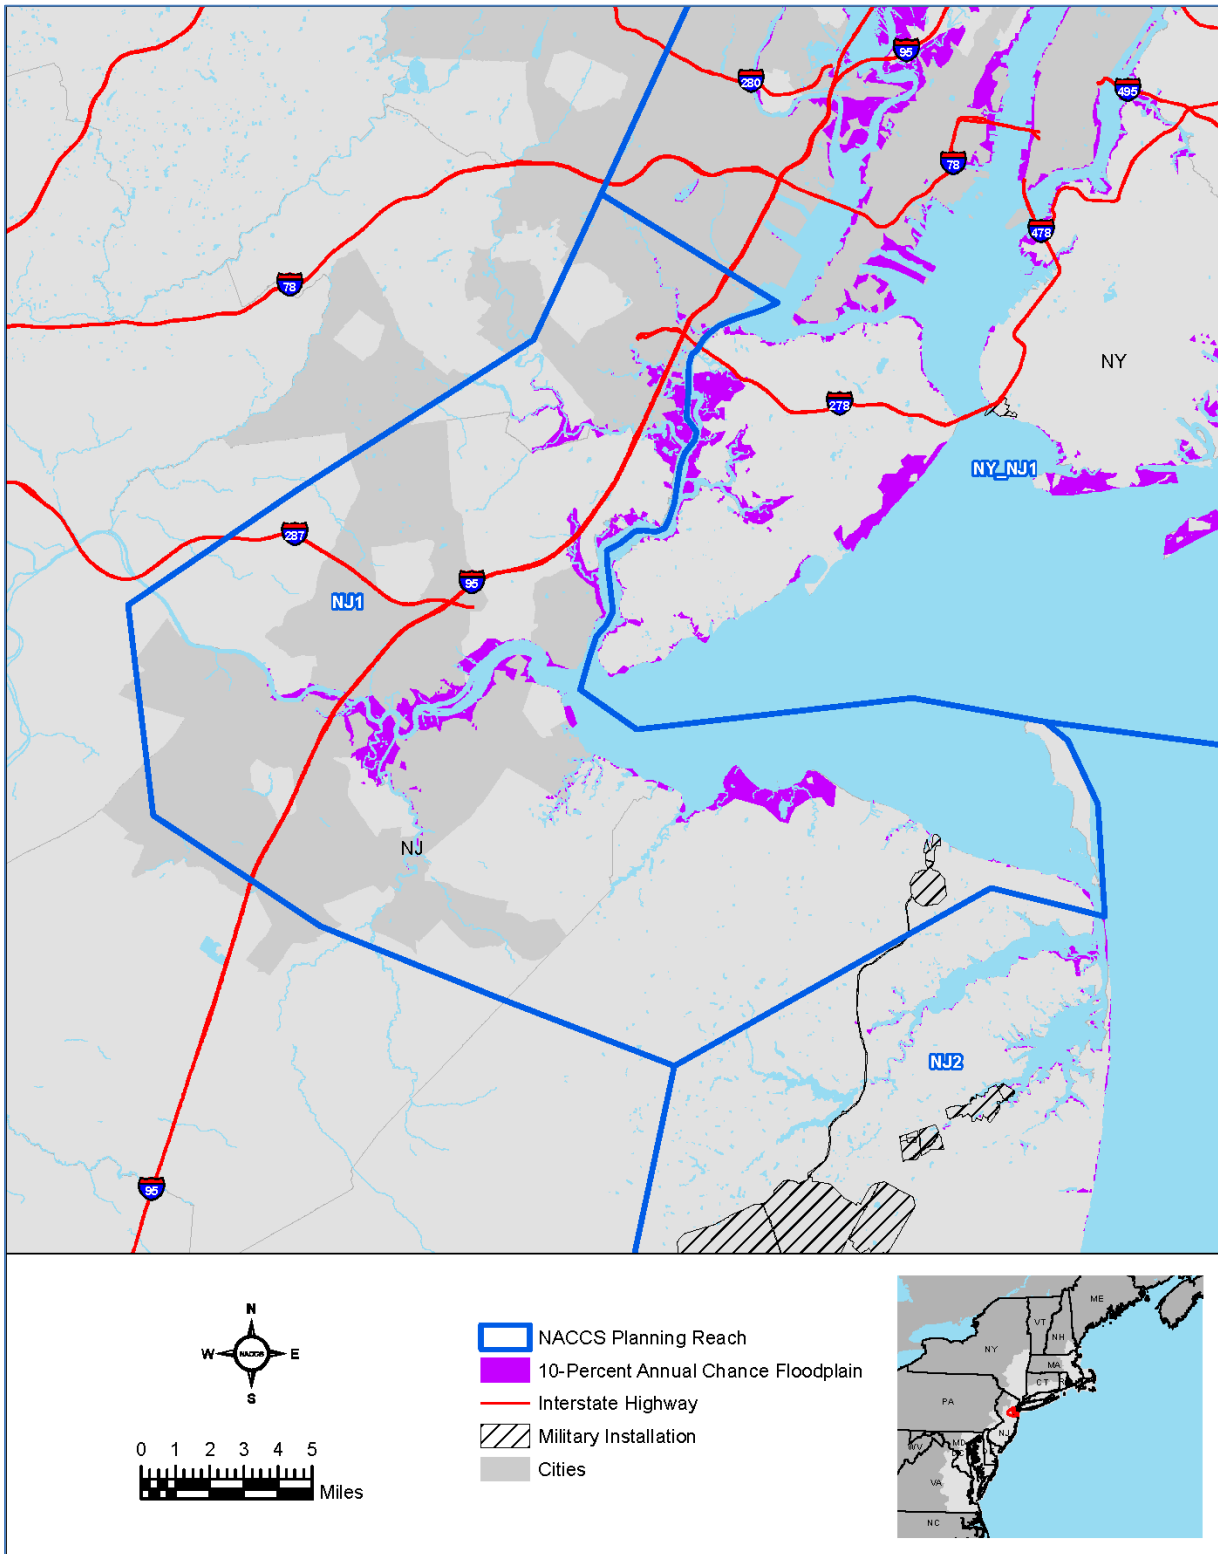 95
280
495
78
478
78
NY
278
NY_NJ1
287
95
NJ1
NJ
NJ2
95
N
W NACCS E
S
0 1 2 3 4 5
Miles
NACCS Planning Reach
10-Percent Annual Chance Floodplain
Interstate Highway
Military Installation
Cities
ME
VT
NH
NY
MA
CT
PA
NJ
MD
WV
VA
NC